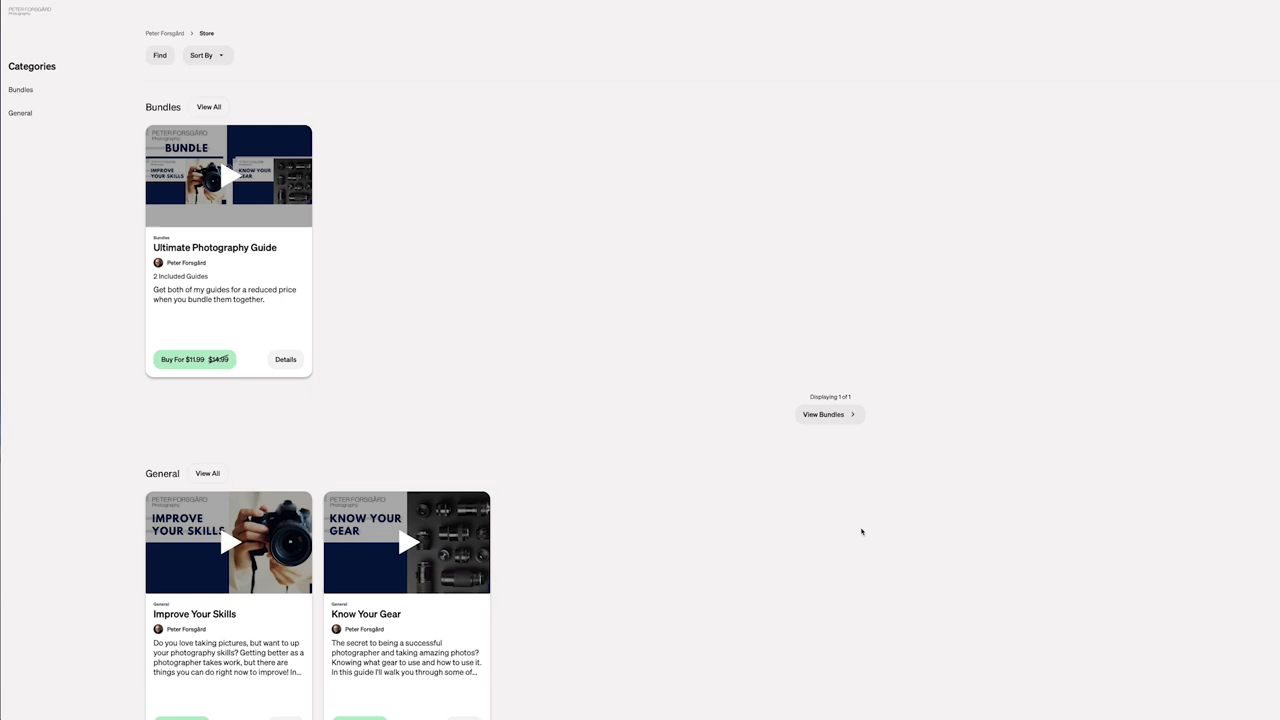 PETER FORSGÅRD
Photography
Peter Forsgård > Store
Find
Sort By
Categories
Bundles
General
Bundles
View All
PETER FORSGÅRD
Photography
BUNDLE
IMPROVE
YOUR SKILLS
KNOW YOUR
GEAR
Bundles
Ultimate Photography Guide
Peter Forsgård
2 Included Guides
Get both of my guides for a reduced price
when you bundle them together.
Buy For $11.99 $14.99
Details
Displaying 1 of 1
View Bundles >
General
View All
PETER FORSGÅRD
Photography
IMPROVE
YOUR SKILLS
General
Improve Your Skills
Peter Forsgård
Do you love taking pictures, but want to up
your photography skills? Getting better as a
photographer takes work, but there are
things you can do right now to improve! In...
PETER FORSGÅRD
Photography
KNOW YOUR
GEAR
General
Know Your Gear
Peter Forsgård
The secret to being a successful
photographer and taking amazing photos?
Knowing what gear to use and how to use it.
In this guide I'll walk you through some of...